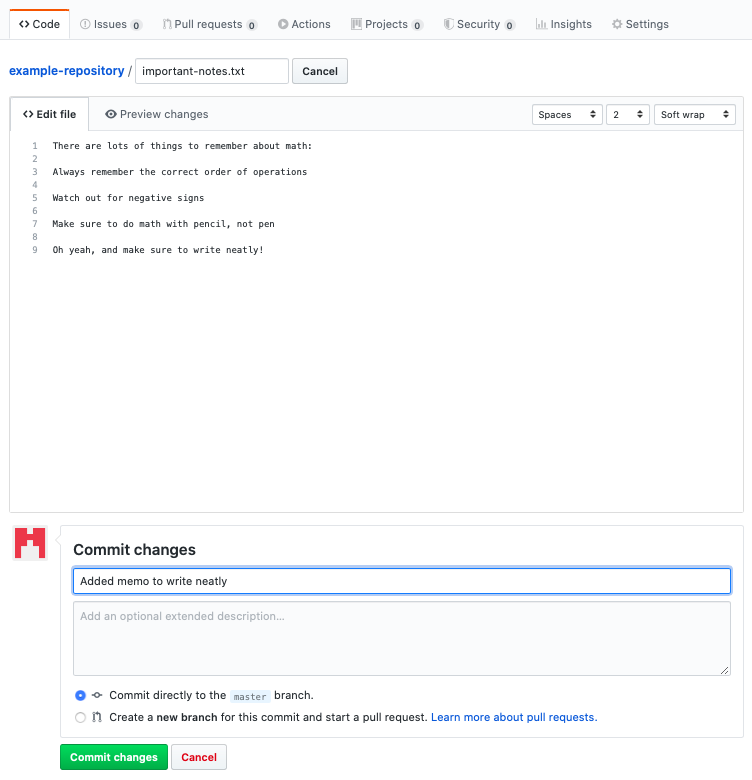 Code Issues 0 Pull requests 0 Actions Projects 0 Security 0 Insights Settings
example-repository / important-notes.txt Cancel
Edit file Preview changes Spaces 2 Soft wrap
1 There are lots of things to remember about math:
2
3 Always remember the correct order of operations
4
5 Watch out for negative signs
6
7 Make sure to do math with pencil, not pen
8
9 Oh yeah, and make sure to write neatly!
Commit changes
Added memo to write neatly
Add an optional extended description...
Commit directly to the master branch.
Create a new branch for this commit and start a pull request. Learn more about pull requests.
Commit changes Cancel